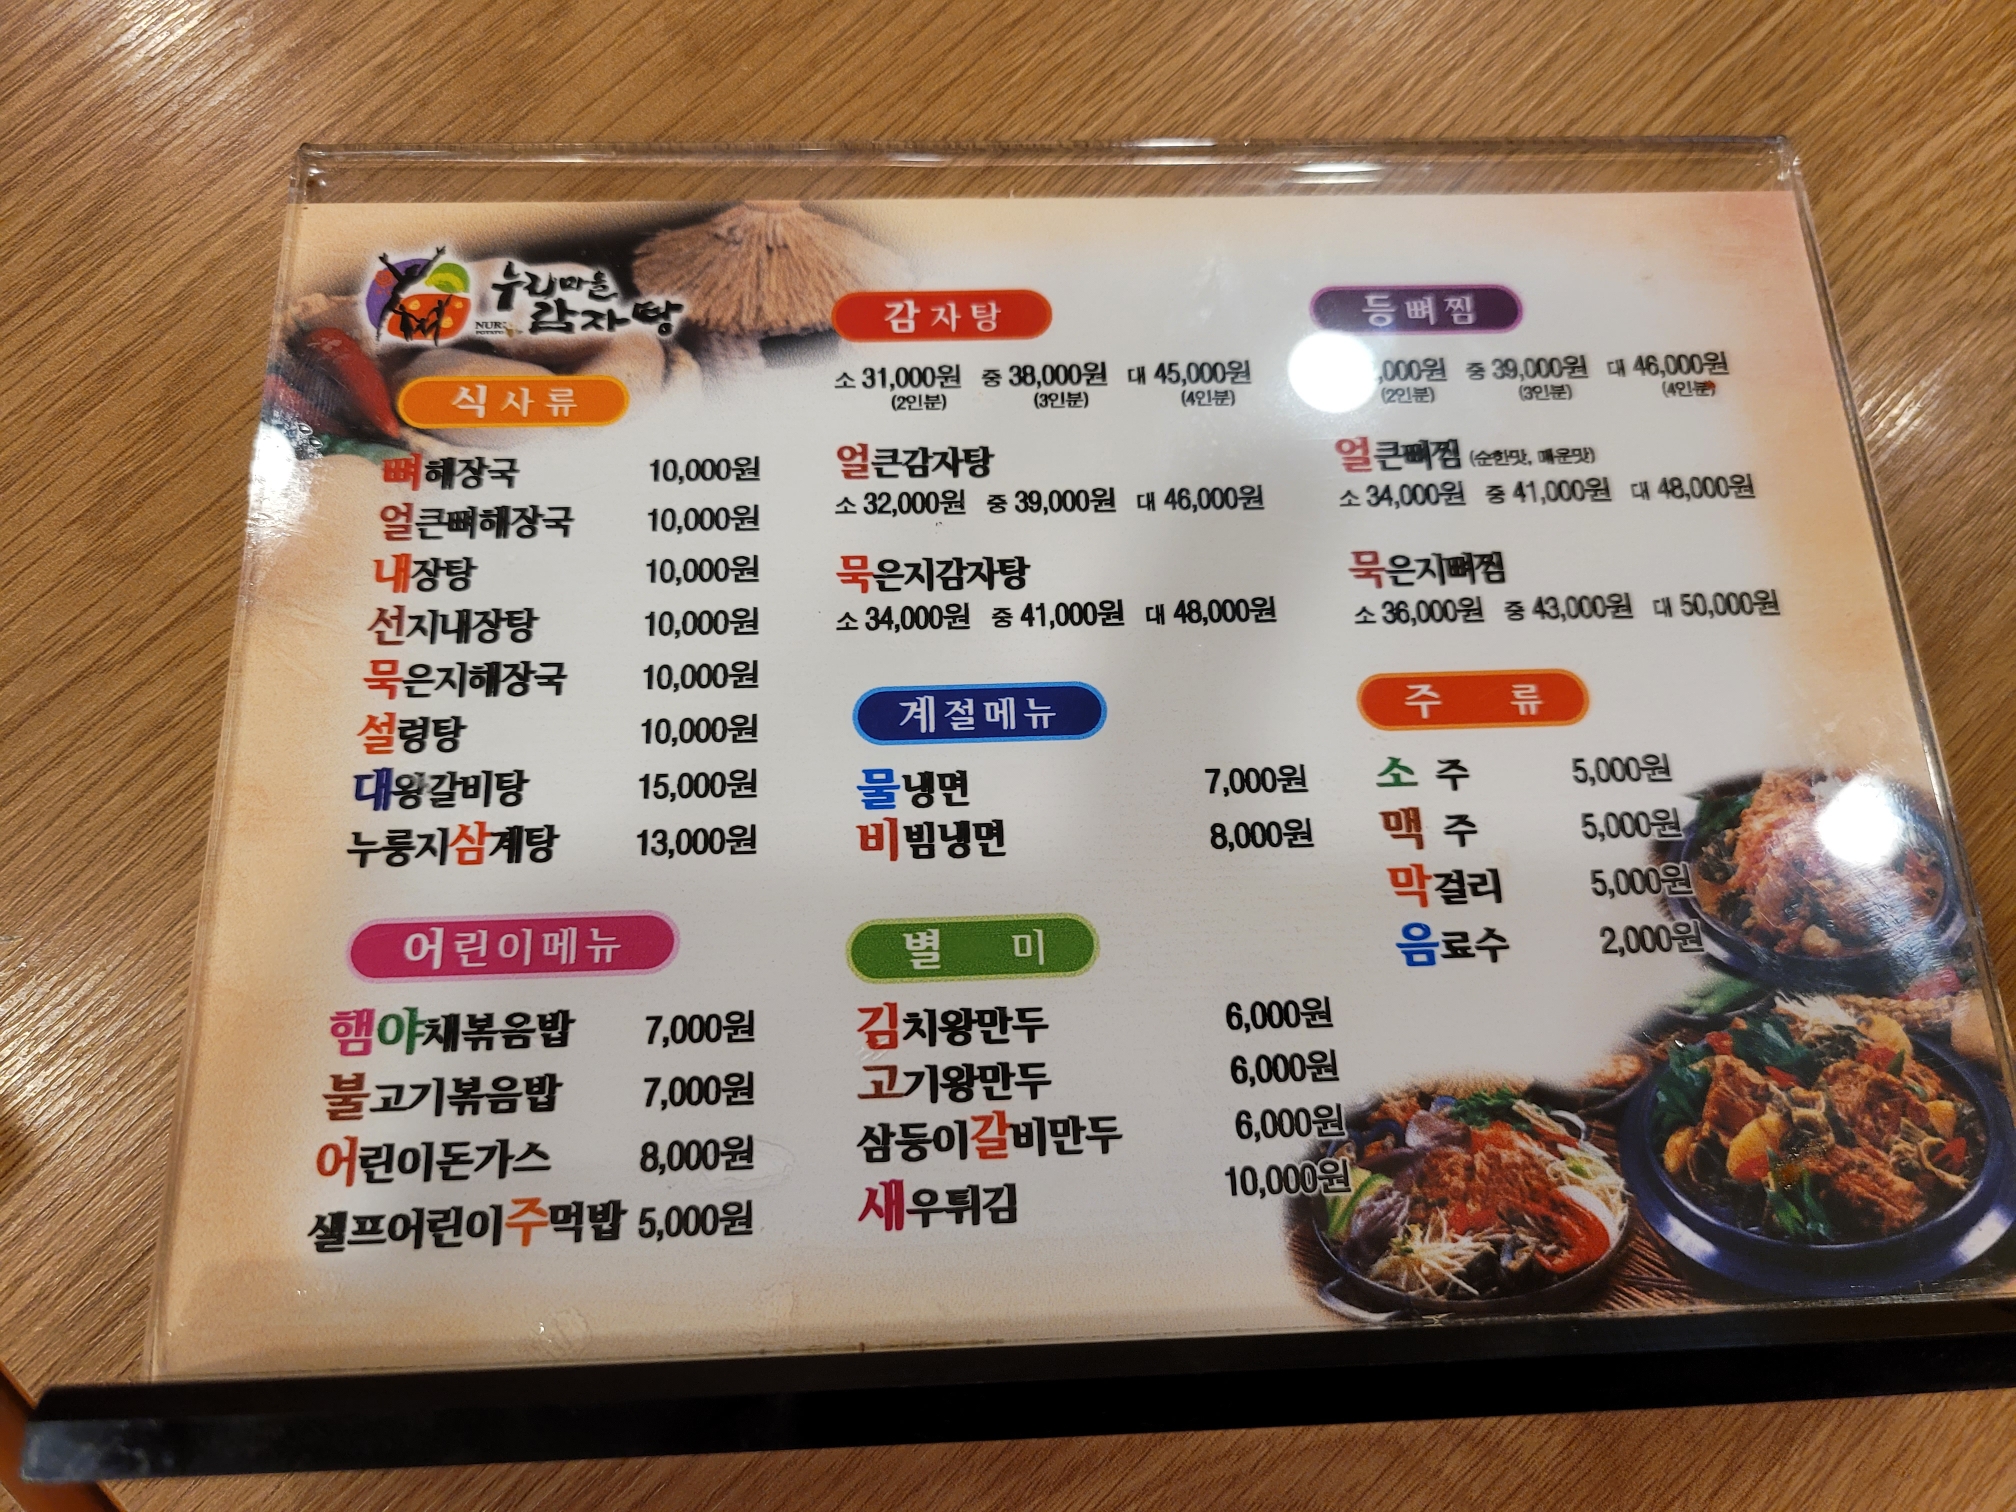 누리마을
감자탕
식사류
뼈해장국 10,000원
얼큰뼈해장국 10,000원
내장탕 10,000원
선지내장탕 10,000원
묵은지해장국 10,000원
설렁탕 10,000원
대왕갈비탕 15,000원
누룽지삼계탕 13,000원
어린이메뉴
햄야채볶음밥 7,000원
불고기볶음밥 7,000원
어린이돈가스 8,000원
셀프어린이주먹밥 5,000원
감자탕
소 31,000원 중 38,000원 대 45,000원
(2인분) (3인분) (4인분)
얼큰감자탕
소 32,000원 중 39,000원 대 46,000원
묵은지감자탕
소 34,000원 중 41,000원 대 48,000원
계절메뉴
물냉면 7,000원
비빔냉면 8,000원
별 미
김치왕만두 6,000원
고기왕만두 6,000원
삼둥이갈비만두 6,000원
새우튀김 10,000원
등뼈찜
,000원 중 39,000원 대 46,000원
(2인분) (3인분) (4인분)
얼큰뼈찜 (순한맛, 매운맛)
소 34,000원 중 41,000원 대 48,000원
묵은지뼈찜
소 36,000원 중 43,000원 대 50,000원
주 류
소 주 5,000원
맥 주 5,000원
막걸리 5,000원
음료수 2,000원